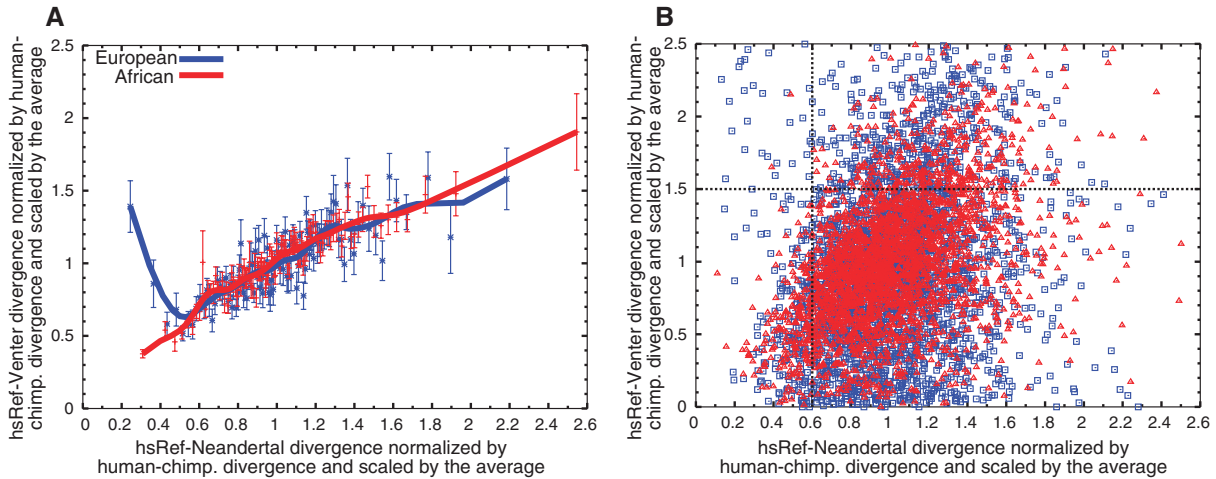 A
hsRef-Venter divergence normalized by human-
chimp. divergence and scaled by the average
2.5
2
1.5
1
0.5
0
European
African
0 0.2 0.4 0.6 0.8 1 1.2 1.4 1.6 1.8 2 2.2 2.4 2.6
hsRef-Neandertal divergence normalized by
human-chimp. divergence and scaled by the average
B
hsRef-Venter divergence normalized by human-
chimp. divergence and scaled by the average
2.5
2
1.5
1
0.5
0
0 0.2 0.4 0.6 0.8 1 1.2 1.4 1.6 1.8 2 2.2 2.4 2.6
hsRef-Neandertal divergence normalized by
human-chimp. divergence and scaled by the average